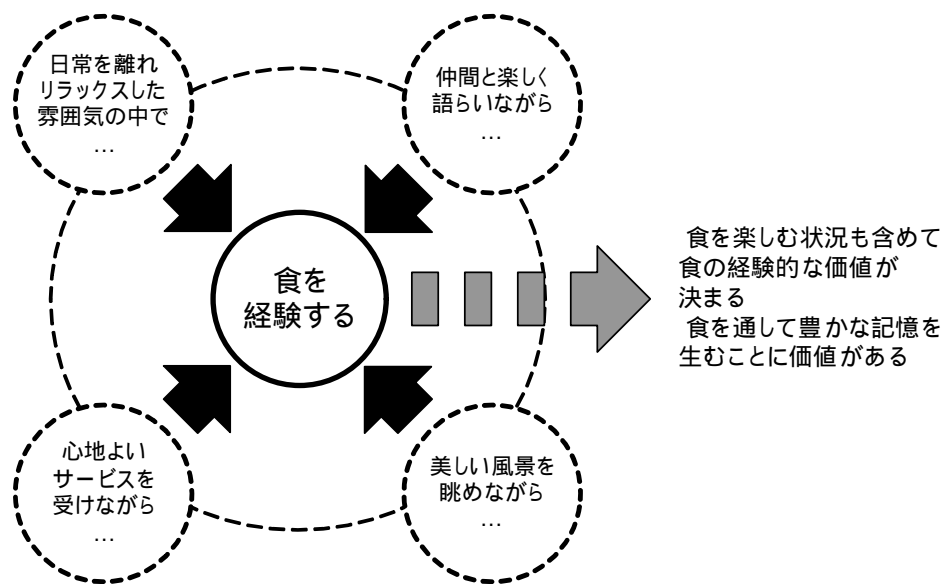 日常を離れ
リラックスした
雰囲気の中で
…
仲間と楽しく
語らいながら
…
食を
経験する
食を楽しむ状況も含めて
食の経験的な価値が
決まる
食を通して豊かな記憶を
生むことに価値がある
心地よい
サービスを
受けながら
…
美しい風景を
眺めながら
…